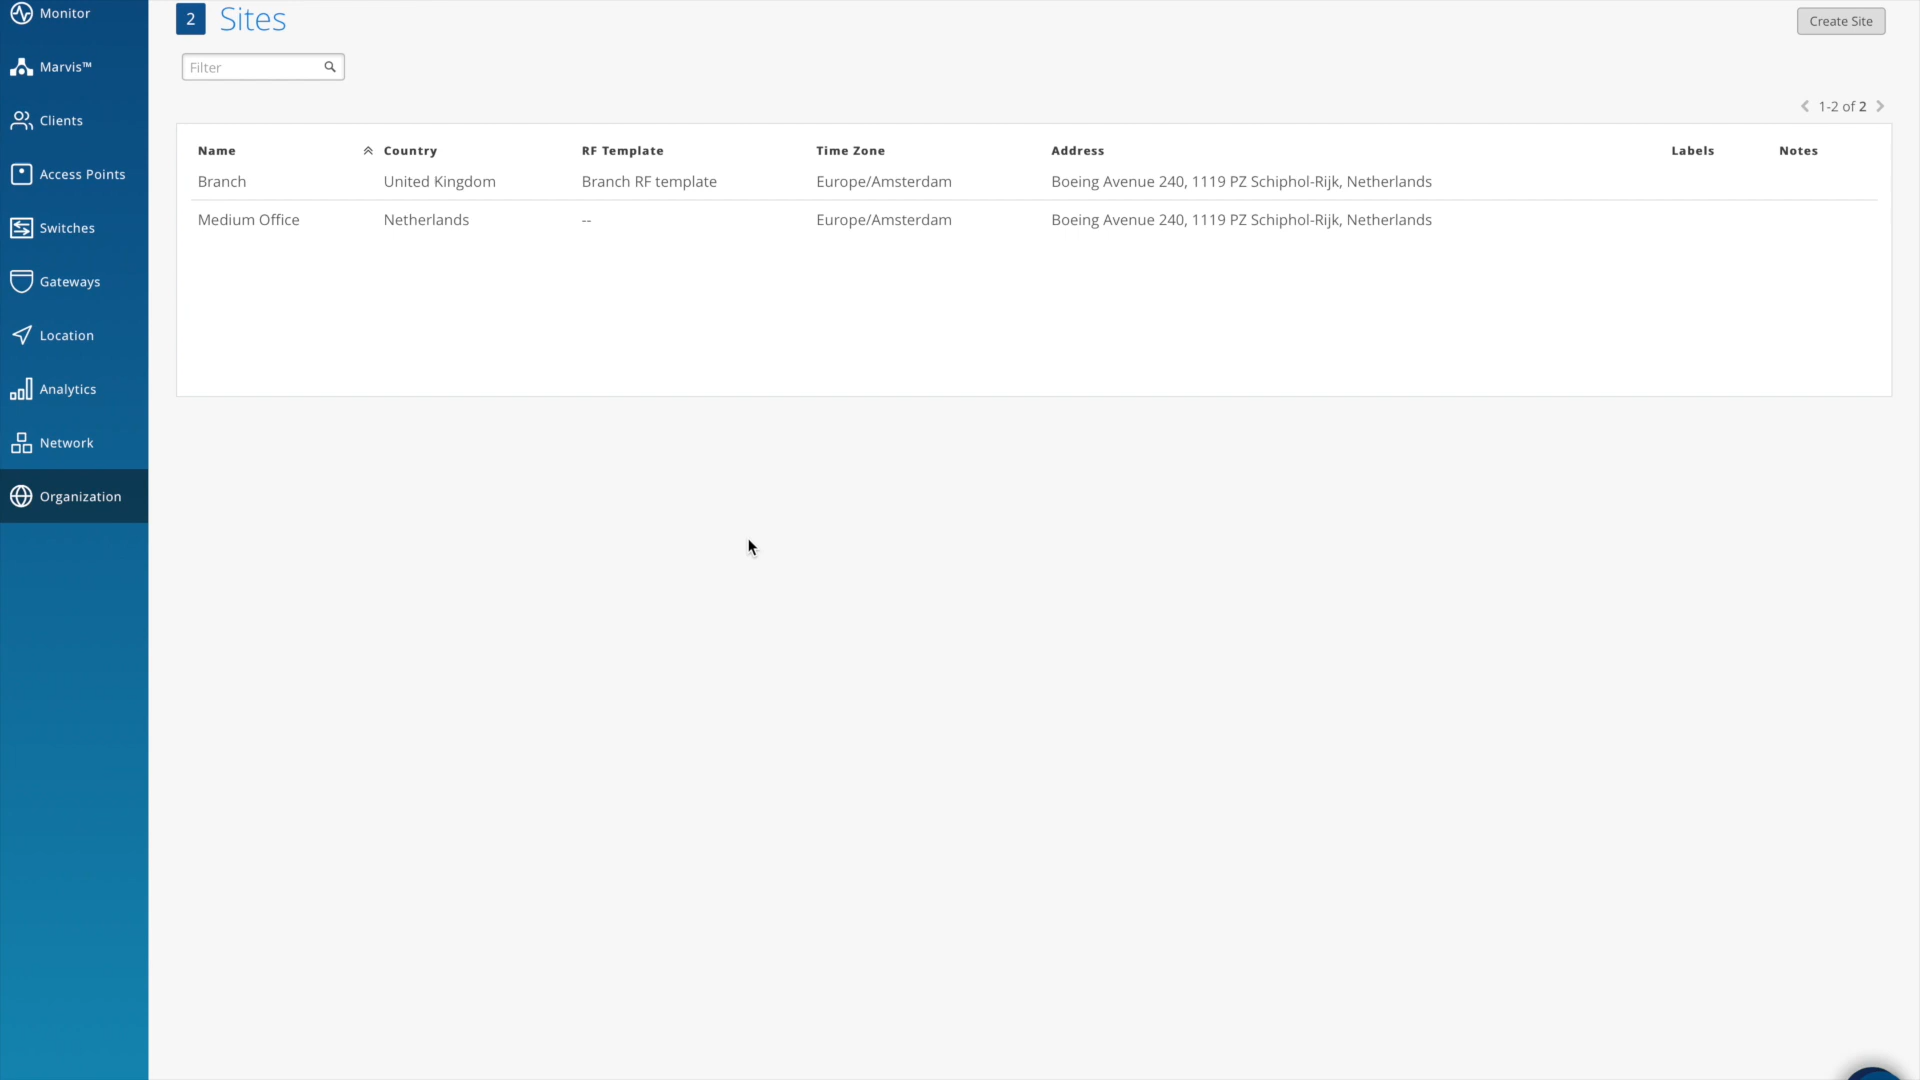 Monitor
Marvis™
Clients
Access Points
Switches
Gateways
Location
Analytics
Network
Organization
2 Sites
Create Site
Filter
1-2 of 2
Name Country RF Template Time Zone Address Labels Notes
Branch United Kingdom Branch RF template Europe/Amsterdam Boeing Avenue 240, 1119 PZ Schiphol-Rijk, Netherlands
Medium Office Netherlands -- Europe/Amsterdam Boeing Avenue 240, 1119 PZ Schiphol-Rijk, Netherlands